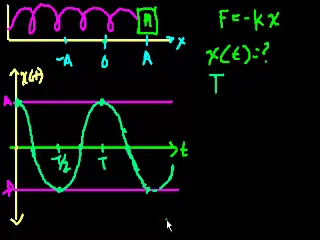 M
F=-kx
-A 0 A x
x(t)=?
T
x(t)
A
T/2 T t
-A